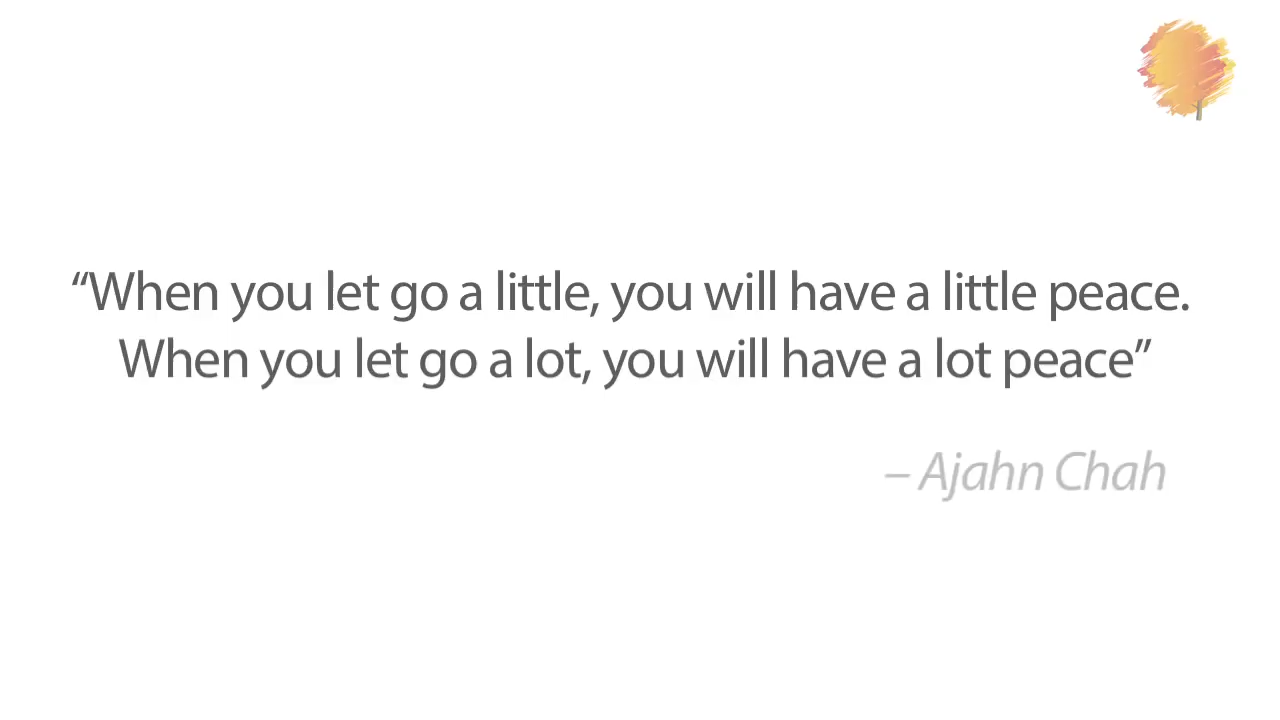 “When you let go a little, you will have a little peace.
When you let go a lot, you will have a lot peace”
– Ajahn Chah